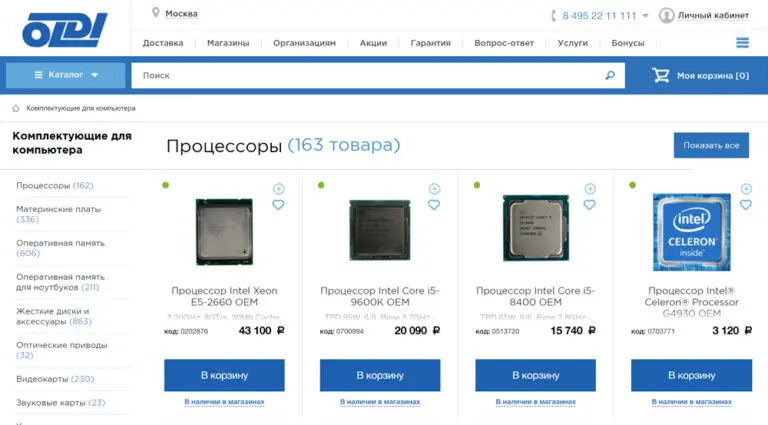 OLDI
Москва
8 495 22 11 111
Личный кабинет
Доставка Магазины Организациям Акции Гарантия Вопрос-ответ Услуги Бонусы
Каталог
Поиск
Моя корзина [0]
Комплектующие для компьютера
Комплектующие для
компьютера
Процессоры (162)
Материнские платы
(336)
Оперативная память
(606)
Оперативная память
для ноутбуков (211)
Жесткие диски и
аксессуары (863)
Оптические приводы
(32)
Видеокарты (230)
Звуковые карты (23)
Процессоры (163 товара)
Показать все
Процессор Intel Xeon
E5-2660 OEM
2.20GHz, 8GT/s, 20Mb Cache
код: 0202876 43 100 ₽
В корзину
В наличии в магазинах
Процессор Intel Core i5-
9600K OEM
TPD 95W, 6/6, Base 3.7GHz -
код: 0700994 20 090 ₽
В корзину
В наличии в магазинах
Процессор Intel Core i5-
8400 OEM
TPD 65W, 6/6, Base 2.8GHz -
код: 0513720 15 740 ₽
В корзину
В наличии в магазинах
intel
CELERON
inside
Процессор Intel®
Celeron® Processor
G4930 OEM
код: 0703771 3 120 ₽
В корзину
В наличии в магазинах